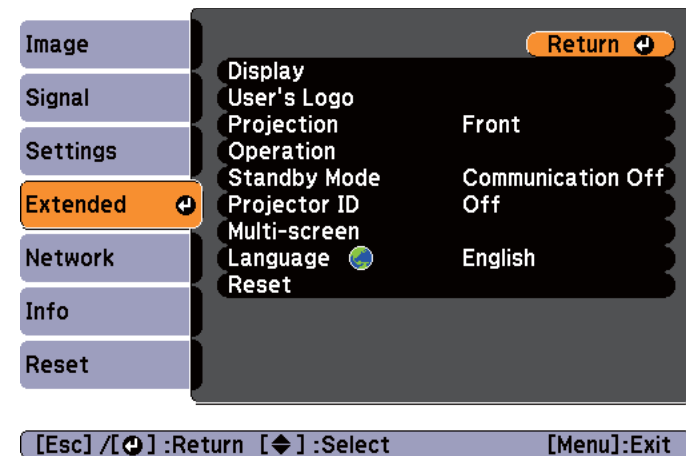 Image
Signal
Settings
Extended
Network
Info
Reset
Return
Display
User's Logo
Projection Front
Operation
Standby Mode Communication Off
Projector ID Off
Multi-screen
Language English
Reset
[Esc] /[ ] :Return [ ] :Select [Menu]:Exit